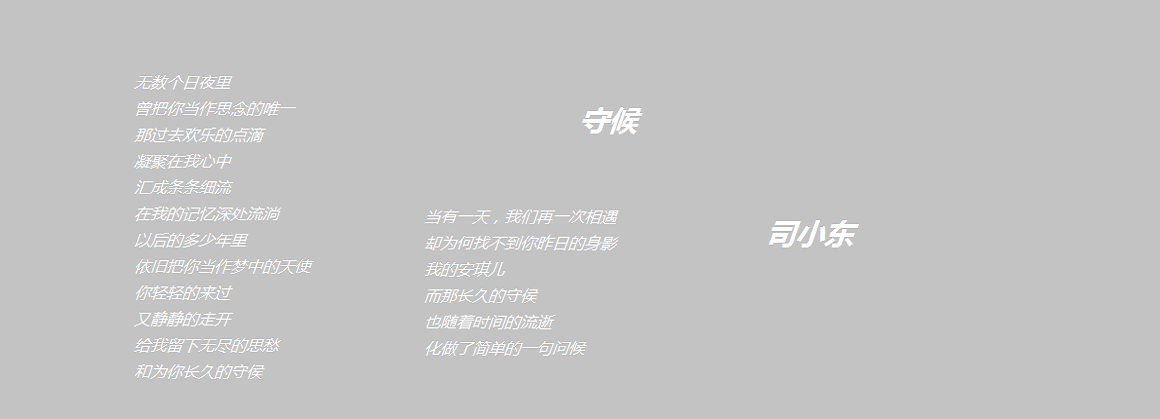 守候
司小东
无数个日夜里
曾把你当作思念的唯一
那过去欢乐的点滴
凝聚在我心中
汇成条条细流
在我的记忆深处流淌
以后的多少年里
依旧把你当作梦中的天使
你轻轻的来过
又静静的走开
给我留下无尽的思愁
和为你长久的守侯
当有一天，我们再一次相遇
却为何找不到你昨日的身影
我的安琪儿
而那长久的守侯
也随着时间的流逝
化做了简单的一句问候